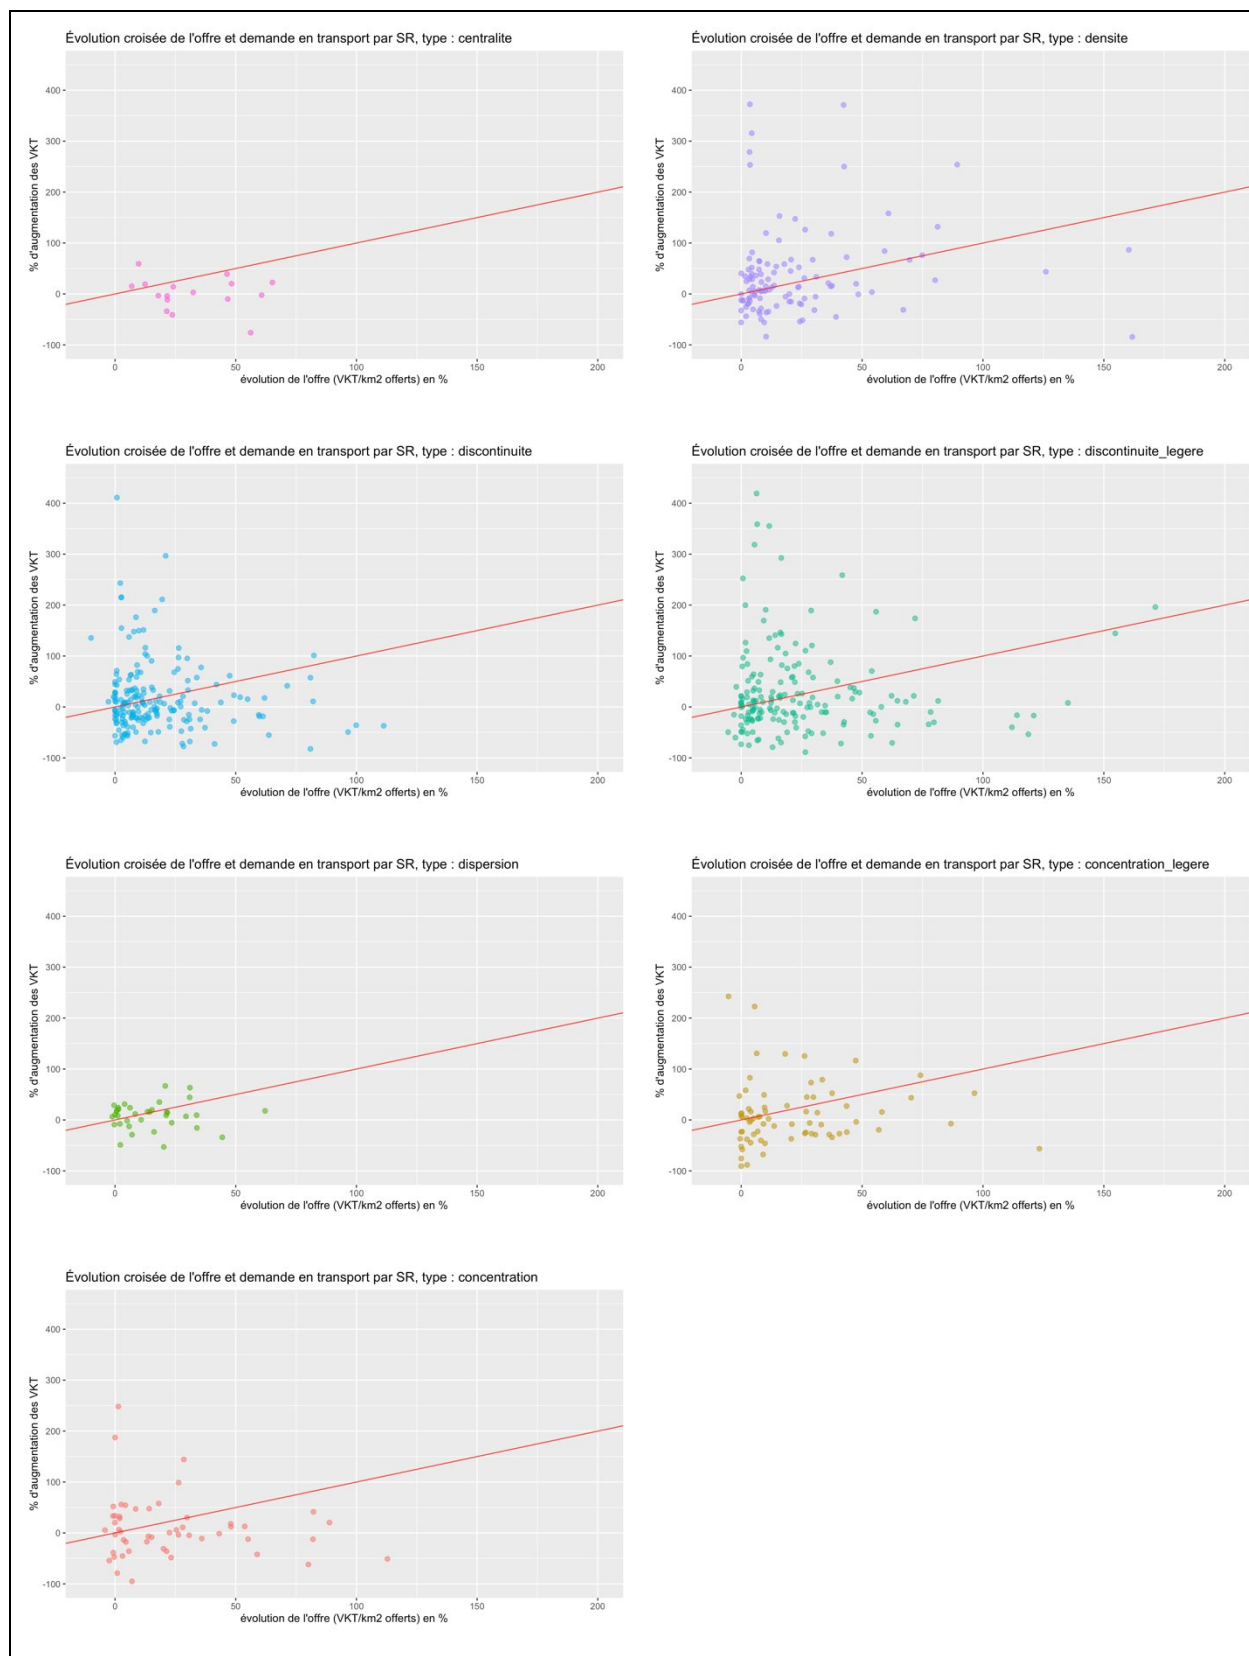 Évolution croisée de l'offre et demande en transport par SR, type : centralite
% d'augmentation des VKT
400
300
200
100
0
-100
0 50 100 150 200
évolution de l'offre (VKT/km2 offerts) en %
Évolution croisée de l'offre et demande en transport par SR, type : densite
% d'augmentation des VKT
400
300
200
100
0
-100
0 50 100 150 200
évolution de l'offre (VKT/km2 offerts) en %
Évolution croisée de l'offre et demande en transport par SR, type : discontinuite
% d'augmentation des VKT
400
300
200
100
0
-100
0 50 100 150 200
évolution de l'offre (VKT/km2 offerts) en %
Évolution croisée de l'offre et demande en transport par SR, type : discontinuite_legere
% d'augmentation des VKT
400
300
200
100
0
-100
0 50 100 150 200
évolution de l'offre (VKT/km2 offerts) en %
Évolution croisée de l'offre et demande en transport par SR, type : dispersion
% d'augmentation des VKT
400
300
200
100
0
-100
0 50 100 150 200
évolution de l'offre (VKT/km2 offerts) en %
Évolution croisée de l'offre et demande en transport par SR, type : concentration_legere
% d'augmentation des VKT
400
300
200
100
0
-100
0 50 100 150 200
évolution de l'offre (VKT/km2 offerts) en %
Évolution croisée de l'offre et demande en transport par SR, type : concentration
% d'augmentation des VKT
400
300
200
100
0
-100
0 50 100 150 200
évolution de l'offre (VKT/km2 offerts) en %